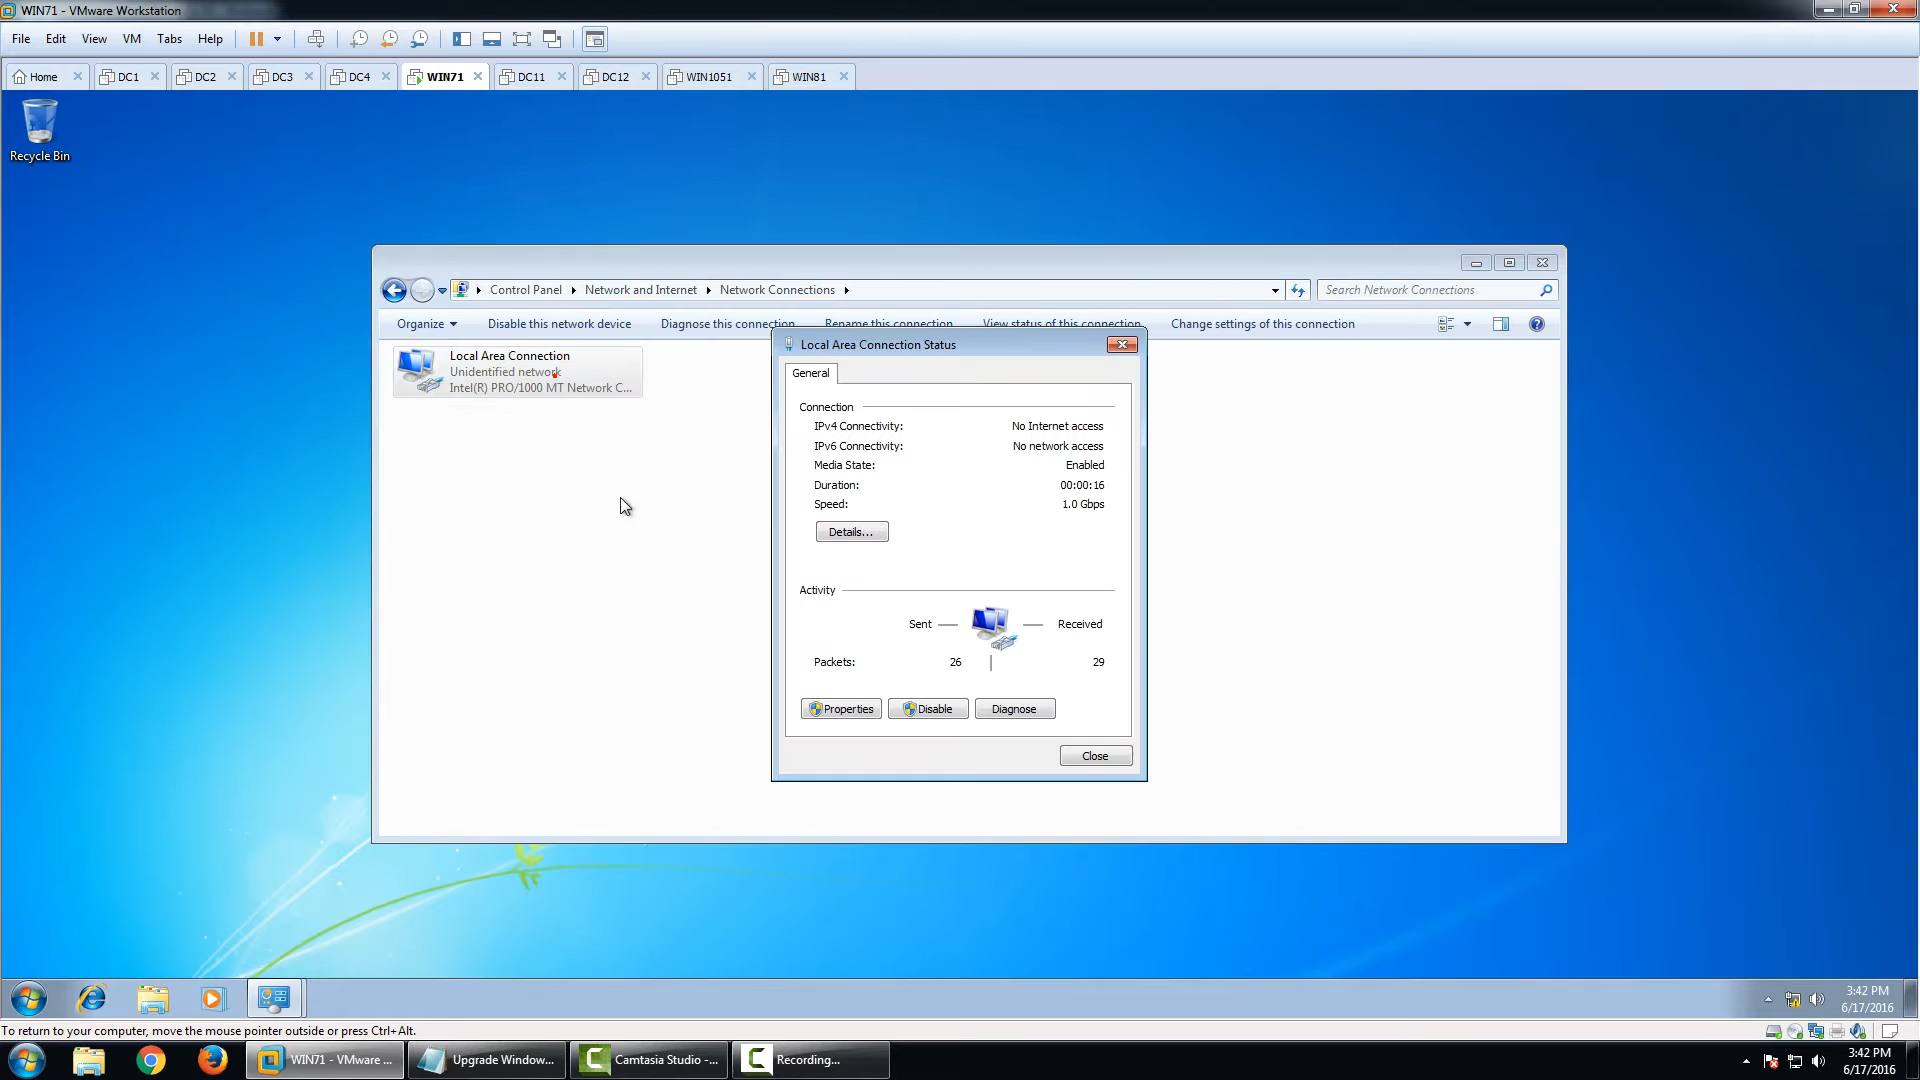 WIN71 - VMware Workstation
File Edit View VM Tabs Help
Home DC1 DC2 DC3 DC4 WIN71 DC11 DC12 WIN1051 WIN81
Recycle Bin
Control Panel Network and Internet Network Connections
Search Network Connections
Organize Disable this network device Diagnose this connection Rename this connection View status of this connection Change settings of this connection
Local Area Connection
Unidentified network
Intel(R) PRO/1000 MT Network C...
Local Area Connection Status
General
Connection
IPv4 Connectivity: No Internet access
IPv6 Connectivity: No network access
Media State: Enabled
Duration: 00:00:16
Speed: 1.0 Gbps
Details...
Activity
Sent Received
Packets: 26 29
Properties Disable Diagnose
Close
3:42 PM
6/17/2016
To return to your computer, move the mouse pointer outside or press Ctrl+Alt.
WIN71 - VMware ... Upgrade Window... Camtasia Studio -... Recording...
3:42 PM
6/17/2016